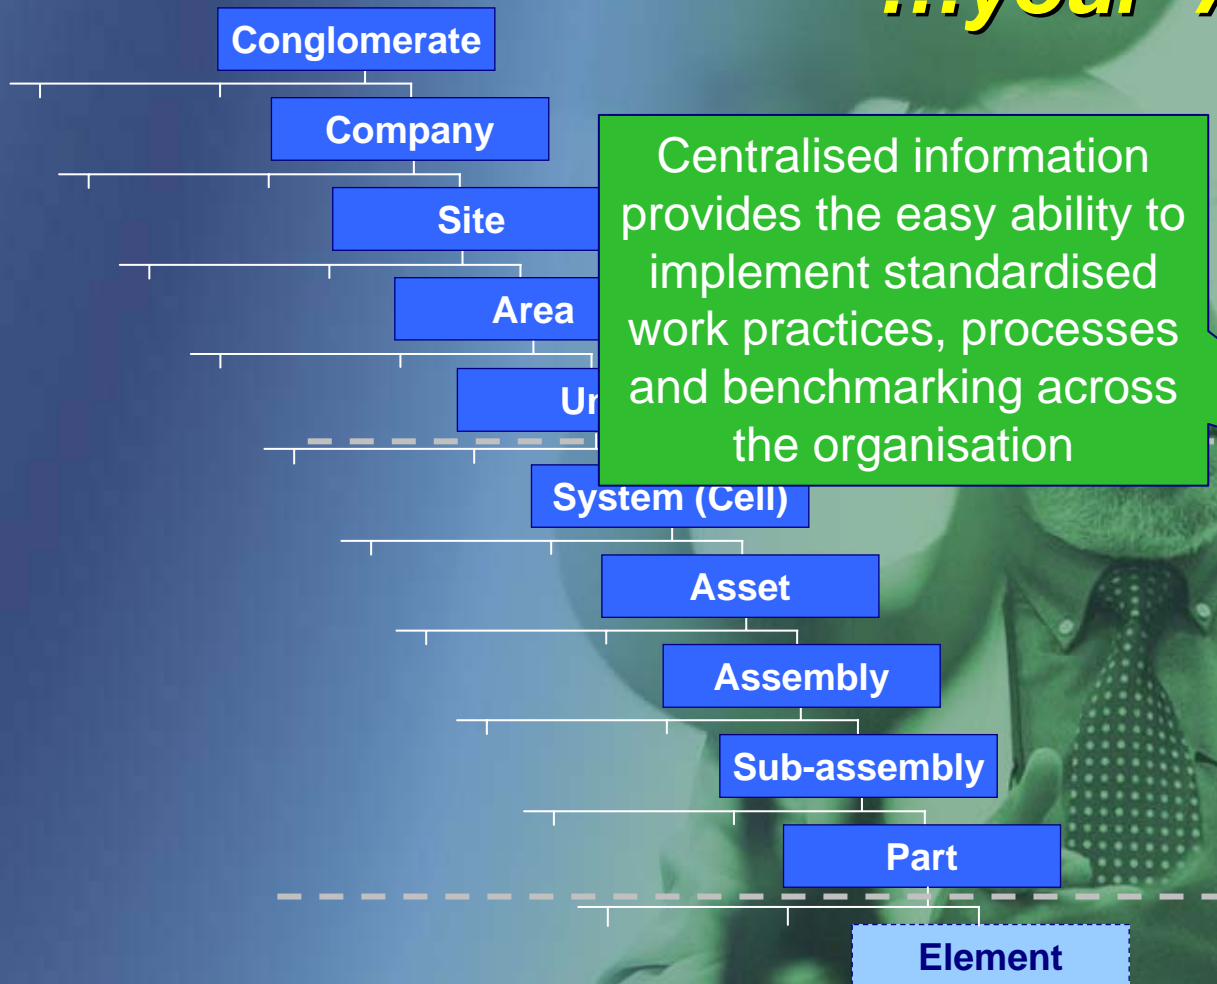 ...your
Conglomerate
Company
Site
Area
System (Cell)
Asset
Assembly
Sub-assembly
Part
Element
Centralised information
provides the easy ability to
implement standardised
work practices, processes
and benchmarking across
the organisation